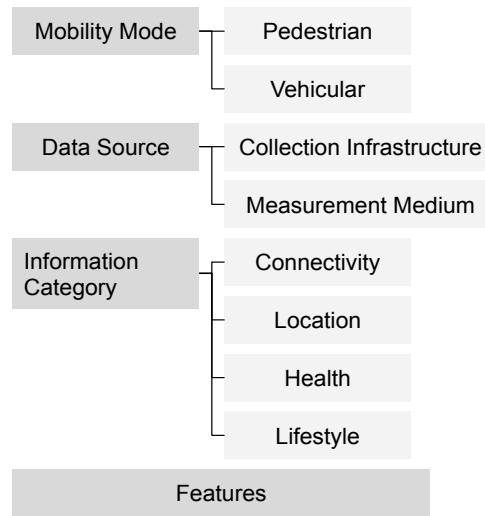 Mobility Mode
Pedestrian
Vehicular
Data Source
Collection Infrastructure
Measurement Medium
Information
Category
Connectivity
Location
Health
Lifestyle
Features